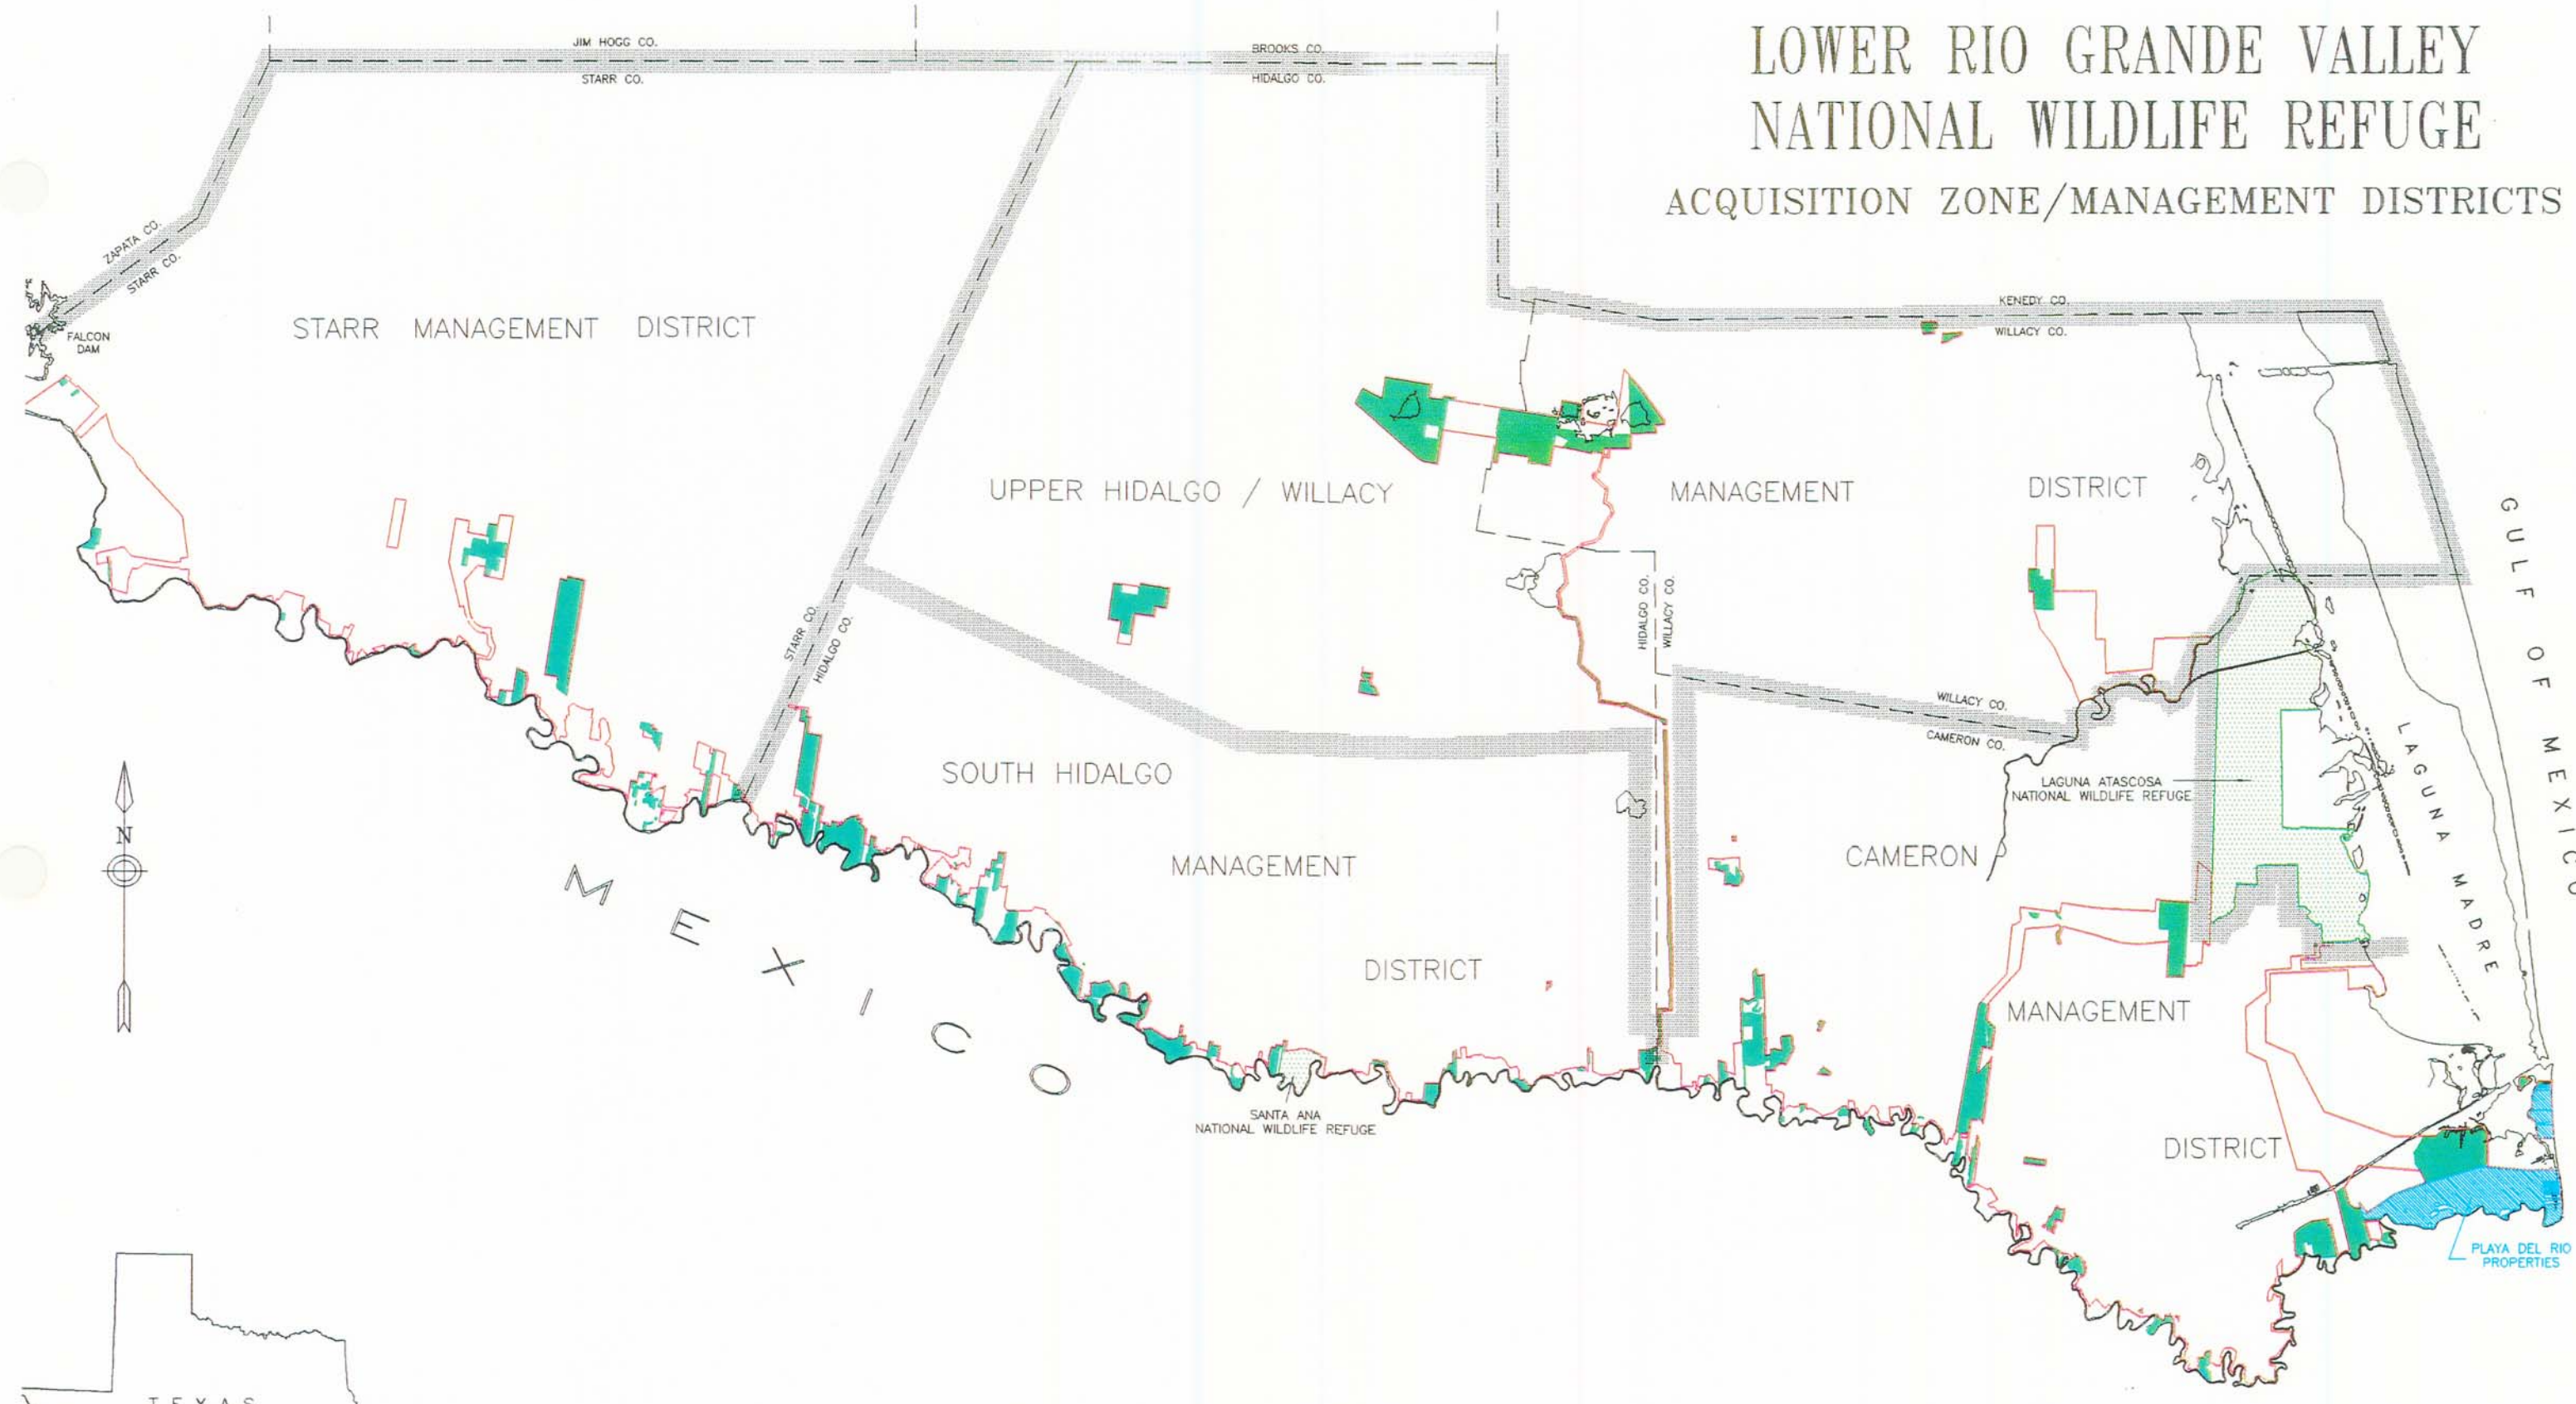 LOWER RIO GRANDE VALLEY
NATIONAL WILDLIFE REFUGE
ACQUISITION ZONE/MANAGEMENT DISTRICTS
JIM HOGG CO.
STARR CO.
BROOKS CO.
HIDALGO CO.
ZAPATA CO.
STARR CO.
FALCON
DAM
STARR MANAGEMENT DISTRICT
KENEDY CO.
WILLACY CO.
UPPER HIDALGO / WILLACY MANAGEMENT DISTRICT
GULF OF MEXICO
STARR CO.
HIDALGO CO.
HIDALGO CO.
WILLACY CO.
WILLACY CO.
CAMERON CO.
SOUTH HIDALGO
MANAGEMENT
DISTRICT
LAGUNA ATASCOSA
NATIONAL WILDLIFE REFUGE
LAGUNA MADRE
CAMERON
MANAGEMENT
DISTRICT
N
MEXICO
SANTA ANA
NATIONAL WILDLIFE REFUGE
PLAYA DEL RIO
PROPERTIES
TEXAS